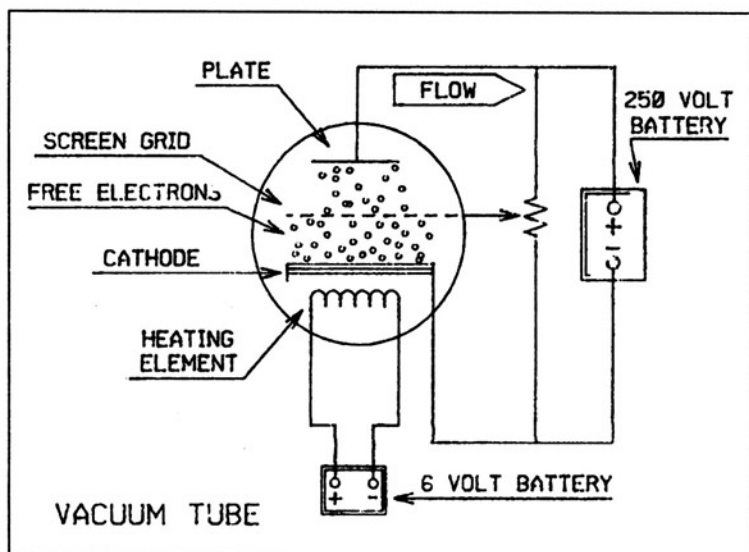 PLATE
FLOW
250 VOLT
BATTERY
SCREEN GRID
FREE ELECTRONS
CATHODE
HEATING
ELEMENT
+
-
+
-
6 VOLT BATTERY
VACUUM TUBE